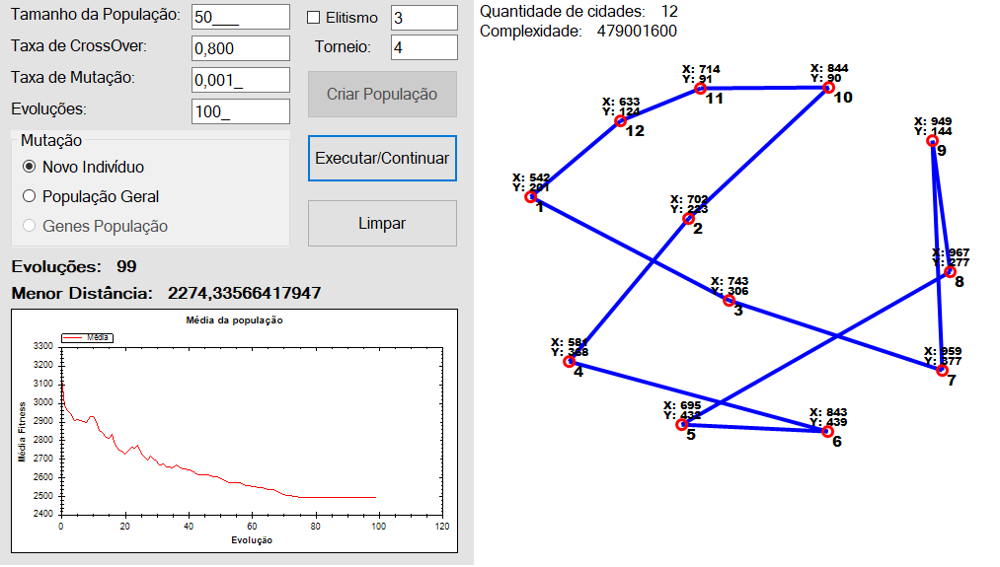 Tamanho da População: 50___
Elitismo 3
Taxa de CrossOver: 0,800
Torneio: 4
Taxa de Mutação: 0,001_
Criar População
Evoluções: 100_
Mutação
Novo Indivíduo
População Geral
Genes População
Executar/Continuar
Limpar
Evoluções: 99
Menor Distância: 2274,33566417947
Média da população
Média
Média Fitness
3300
3200
3100
3000
2900
2800
2700
2600
2500
2400
0 20 40 60 80 100 120
Evolução
Quantidade de cidades: 12
Complexidade: 479001600
X: 714
Y: 91
11
X: 844
Y: 90
10
X: 633
Y: 124
12
X: 949
Y: 144
9
X: 542
Y: 201
1
X: 702
Y: 223
2
X: 967
Y: 277
8
X: 743
Y: 306
3
X: 581
Y: 368
4
X: 959
Y: 377
7
X: 695
Y: 432
5
X: 843
Y: 439
6